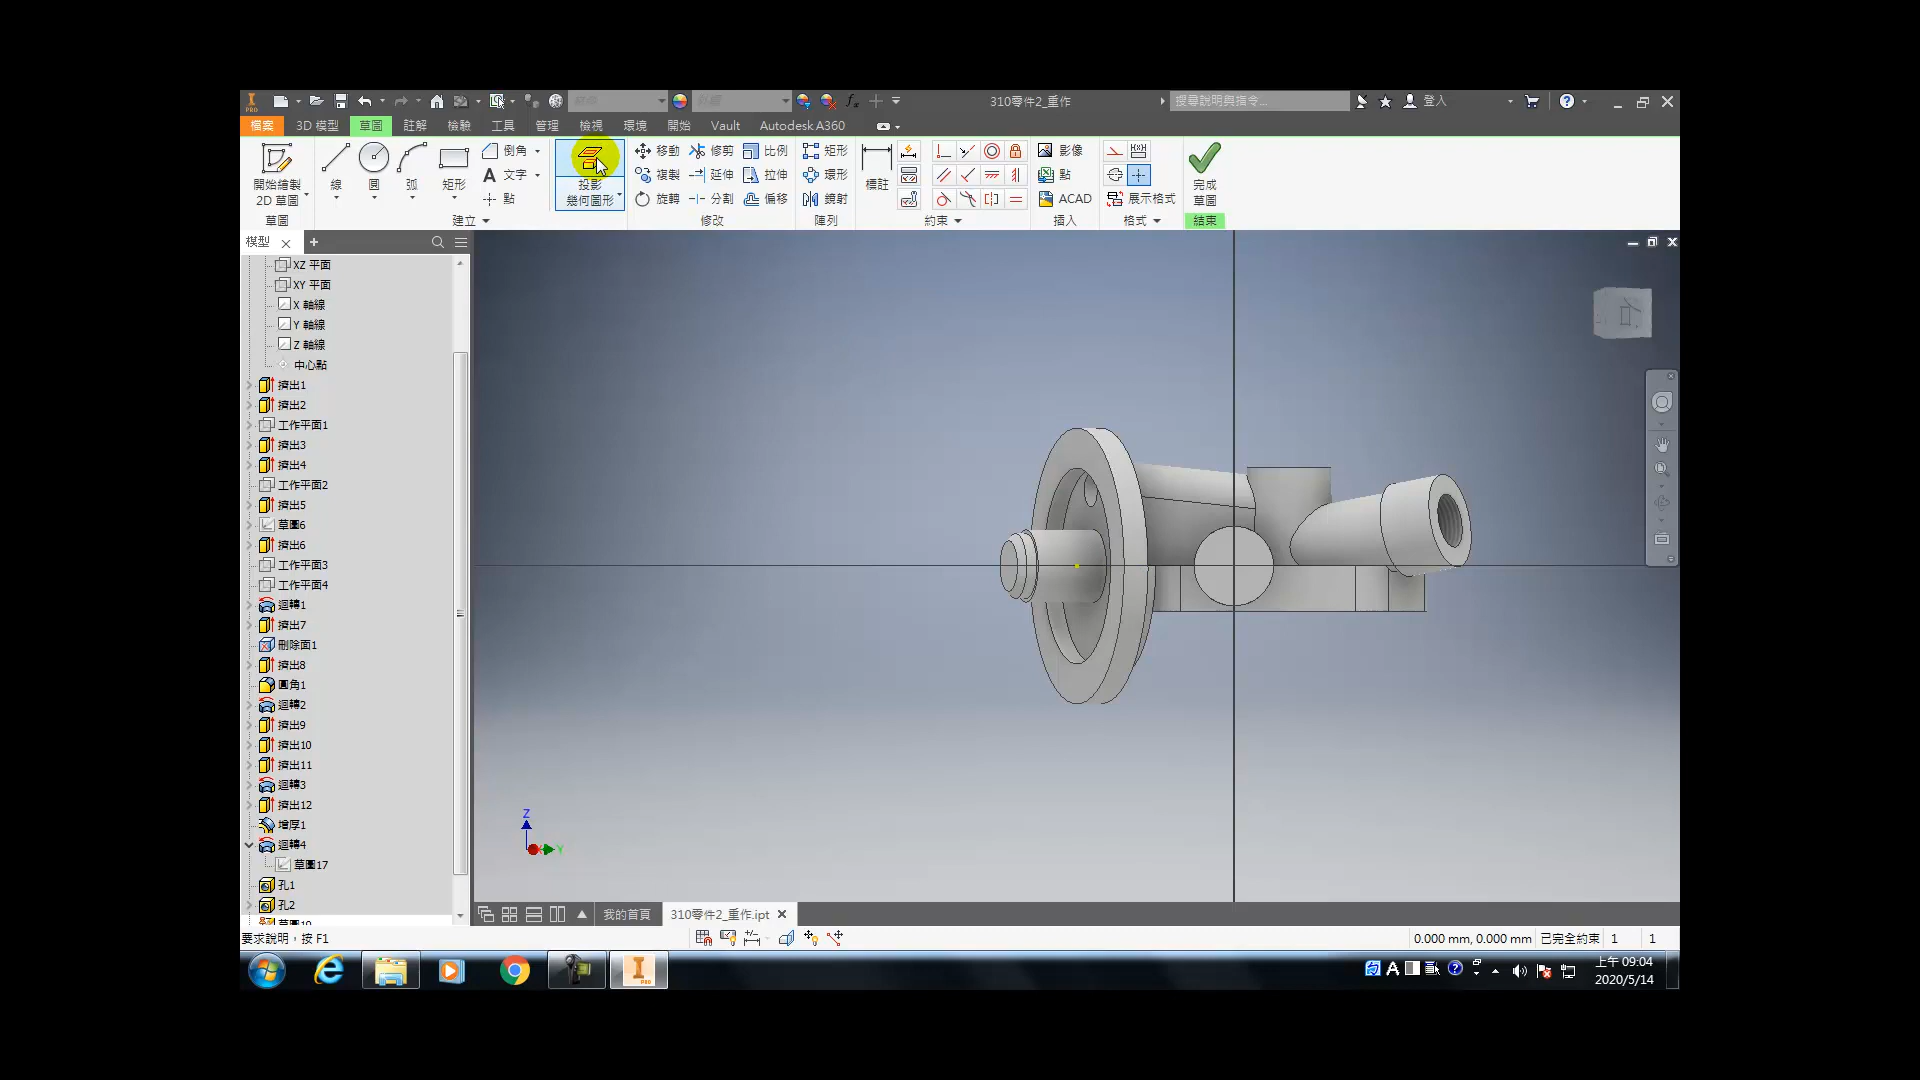 310零件2_重作
搜尋說明與指令...
登入
檔案 3D 模型 草圖 註解 檢驗 工具 管理 檢視 環境 開始 Vault Autodesk A360
開始繪製
2D 草圖
線
圓
弧
矩形
倒角
文字
點
投影
幾何圖形
移動 修剪 比例
複製 延伸 拉伸
旋轉 分割 偏移
矩形
環形
鏡射
標註
影像
點
ACAD
展示格式
完成
草圖
草圖 建立 修改 陣列 約束 插入 格式 結束
模型
XZ 平面
XY 平面
X 軸線
Y 軸線
Z 軸線
中心點
擠出1
擠出2
工作平面1
擠出3
擠出4
工作平面2
擠出5
草圖6
擠出6
工作平面3
工作平面4
迴轉1
擠出7
刪除面1
擠出8
圓角1
迴轉2
擠出9
擠出10
擠出11
迴轉3
擠出12
增厚1
迴轉4
草圖17
孔1
孔2
Z
Y
我的首頁 310零件2_重作.ipt
要求說明，按 F1
0.000 mm, 0.000 mm 已完全約束 1 1
上午 09:04
2020/5/14